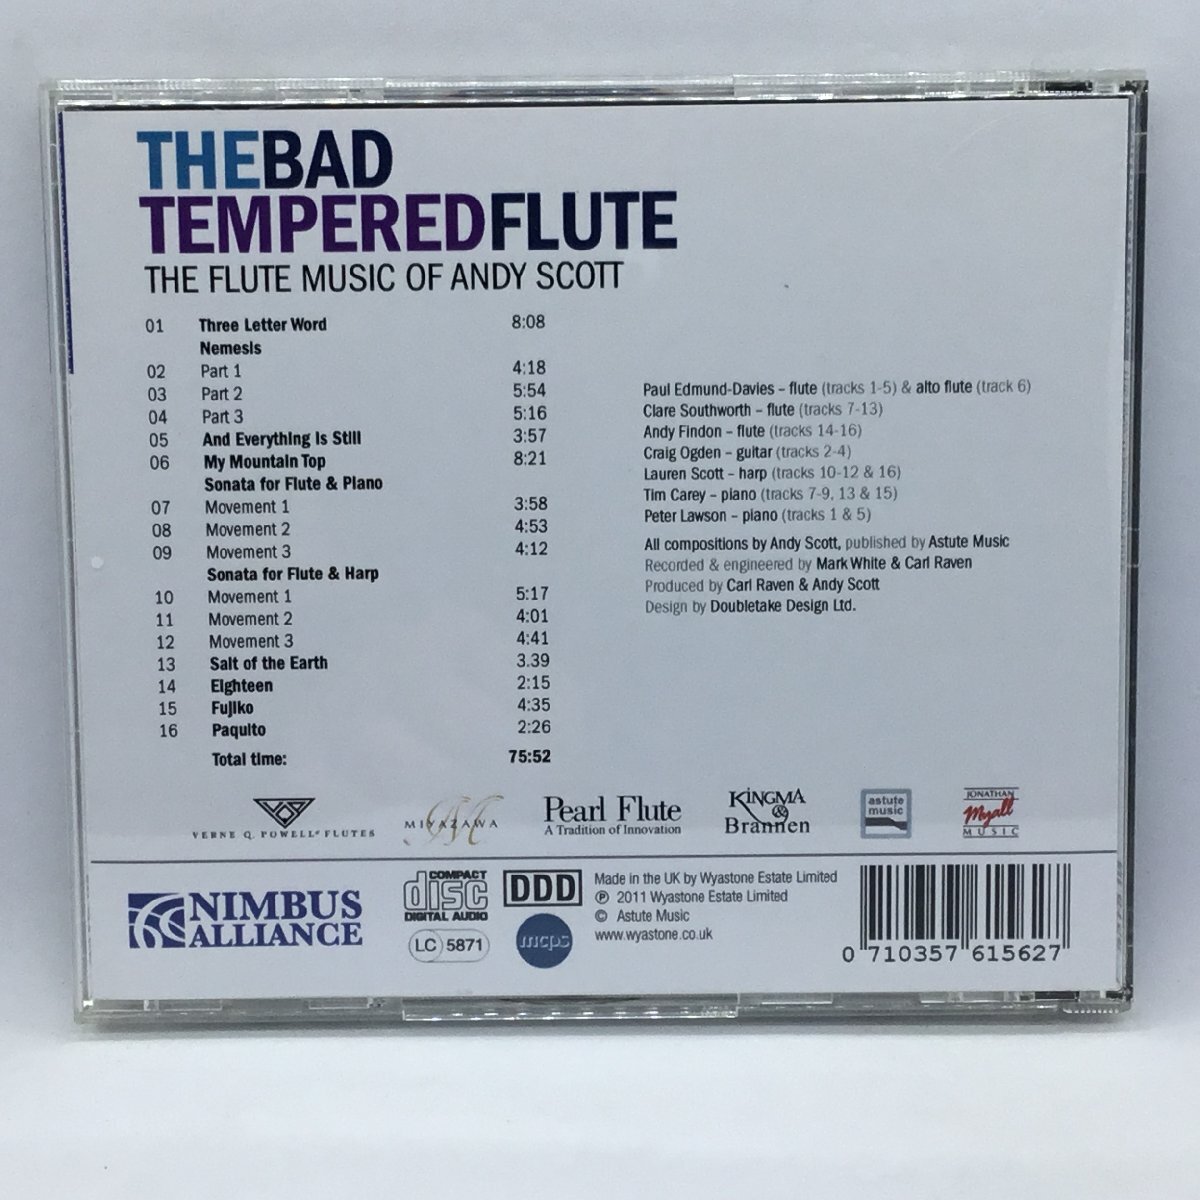 THEBAD
TEMPEREDFLUTE
THE FLUTE MUSIC OF ANDY SCOTT
01 Three Letter Word 8:08
Nemesis
02 Part 1 4:18
03 Part 2 5:54
04 Part 3 5:16
05 And Everything Is Still 3:57
06 My Mountain Top 8:21
Sonata for Flute & Piano
07 Movement 1 3:58
08 Movement 2 4:53
09 Movement 3 4:12
Sonata for Flute & Harp
10 Movement 1 5:17
11 Movement 2 4:01
12 Movement 3 4:41
13 Salt of the Earth 3.39
14 Eighteen 2:15
15 Fujiko 4:35
16 Paquito 2:26
Total time: 75:52
Paul Edmund-Davies – flute (tracks 1-5) & alto flute (track 6)
Clare Southworth – flute (tracks 7-13)
Andy Findon – flute (tracks 14-16)
Craig Ogden – guitar (tracks 2-4)
Lauren Scott – harp (tracks 10-12 & 16)
Tim Carey – piano (tracks 7-9, 13 & 15)
Peter Lawson – piano (tracks 1 & 5)
All compositions by Andy Scott, published by Astute Music
Recorded & engineered by Mark White & Carl Raven
Produced by Carl Raven & Andy Scott
Design by Doubletake Design Ltd.
VERNE Q. POWELL® FLUTES
MIYAZAWA
Pearl Flute
A Tradition of Innovation
KINGMA
&
Brannen
astute
music
JONATHAN
Myall
MUSIC
NIMBUS
ALLIANCE
COMPACT
disc
DIGITAL AUDIO
LC 5871
DDD
mcps
Made in the UK by Wyastone Estate Limited
℗ 2011 Wyastone Estate Limited
© Astute Music
www.wyastone.co.uk
0 710357 615627